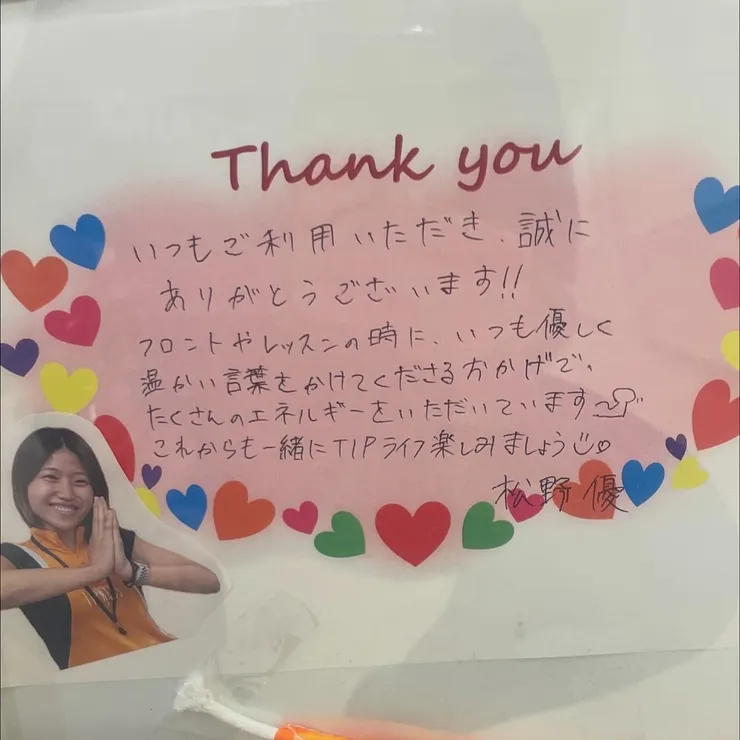 Thank you
いつもご利用いただき、誠に
ありがとうございます!!
フロントやレッスンの時に、いつも優しく
温かい言葉をかけてくださるおかげで、
たくさんのエネルギーをいただいています
これからも一緒にTIPライフ楽しみましょう
松野優